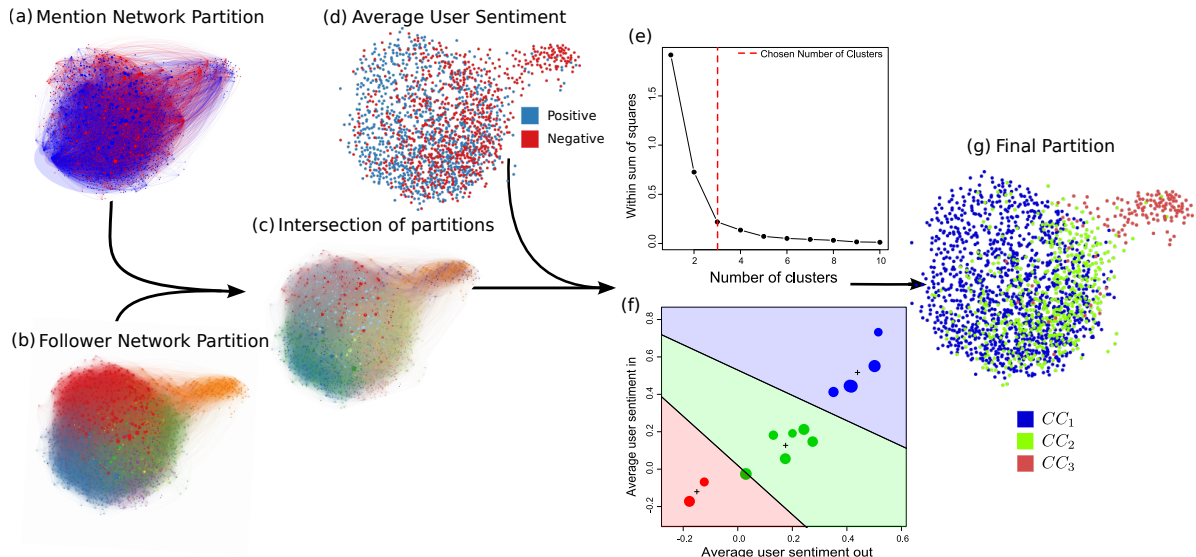 (a) Mention Network Partition
(d) Average User Sentiment
Positive
Negative
(b) Follower Network Partition
(c) Intersection of partitions
(e)
Chosen Number of Clusters
Within sum of squares
0.0
0.5
1.0
1.5
2
4
6
8
10
Number of clusters
(f)
Average user sentiment in
0.8
0.6
0.4
0.2
0.0
-0.2
-0.2
0.0
0.2
0.4
0.6
Average user sentiment out
(g) Final Partition
CC₁
CC₂
CC₃